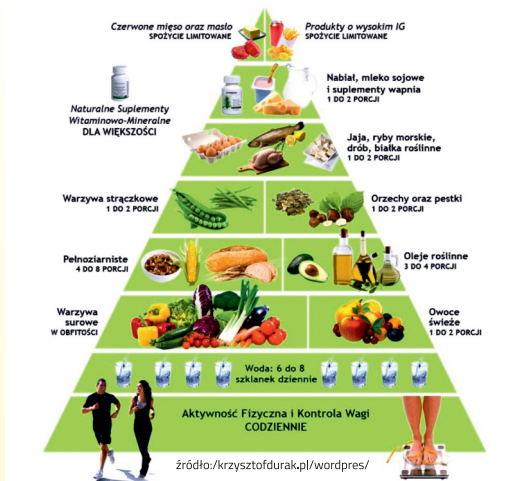 Czerwone mięso oraz masło
SPOŻYCIE LIMITOWANE
Produkty o wysokim IG
SPOŻYCIE LIMITOWANE
Naturalne Suplementy
Witaminowo-Mineralne
DLA WIĘKSZOŚCI
Nabiał, mleko sojowe
i suplementy wapnia
1 DO 2 PORCJI
Jaja, ryby morskie,
drób, białka roślinne
1 DO 2 PORCJI
Warzywa strączkowe
1 DO 2 PORCJI
Orzechy oraz pestki
1 DO 2 PORCJI
Pełnoziarniste
4 DO 8 PORCJI
Oleje roślinne
3 DO 4 PORCJI
Warzywa
surowe
W OBFITOŚCI
Owoce
świeże
1 DO 2 PORCJI
Woda: 6 do 8
szklanek dziennie
Aktywność Fizyczna i Kontrola Wagi
CODZIENNIE
źródło:/krzysztofdurak.pl/wordpres/